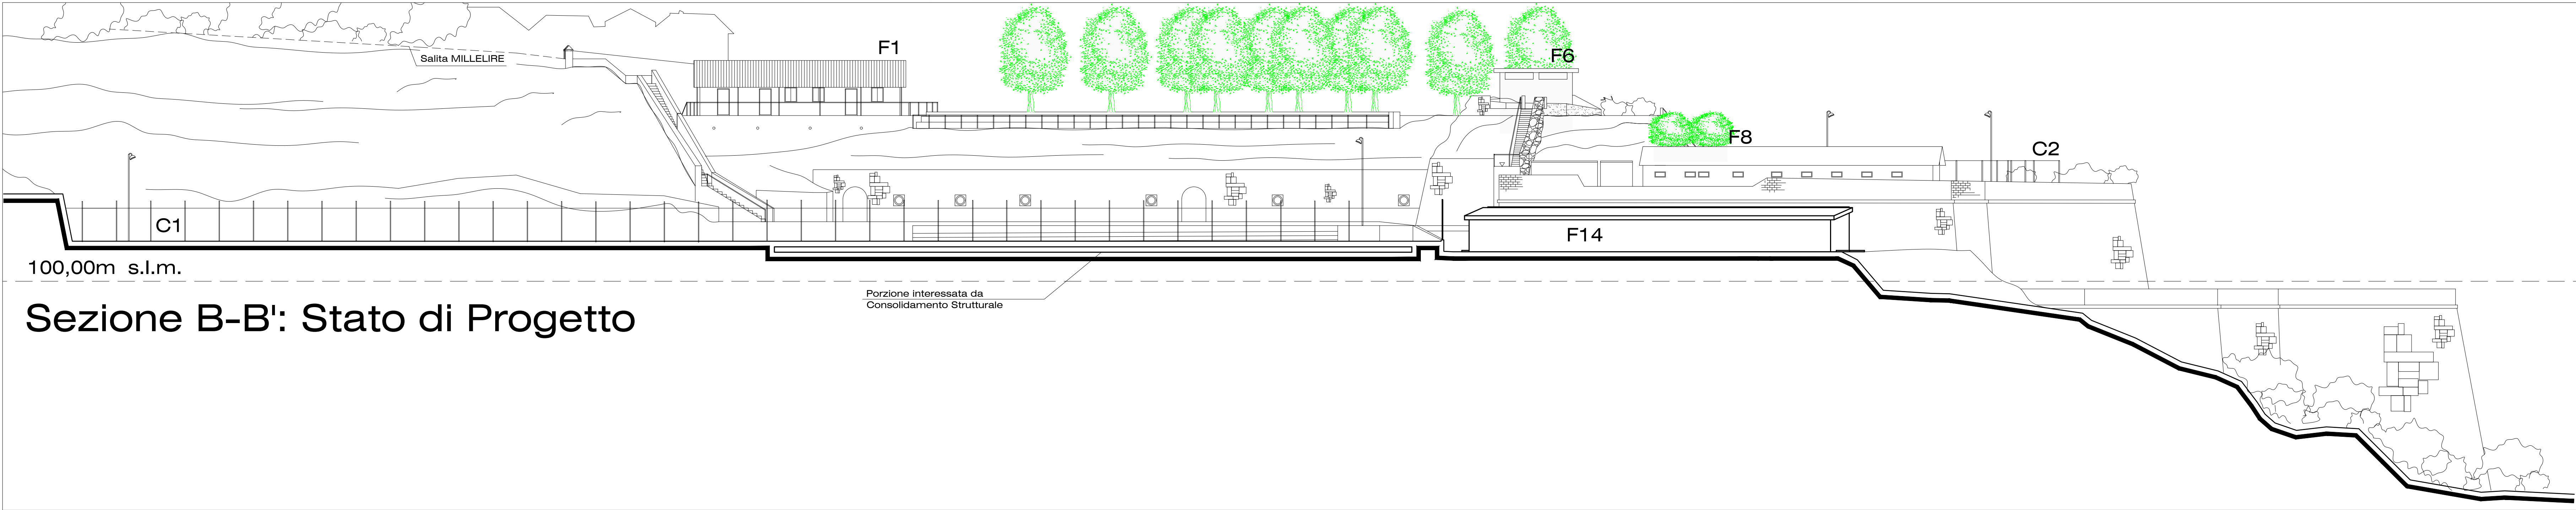 F1
F6
Salita MILLELIRE
F8
C2
C1
F14
100,00m s.l.m.
Porzione interessata da
Consolidamento Strutturale
Sezione B-B': Stato di Progetto